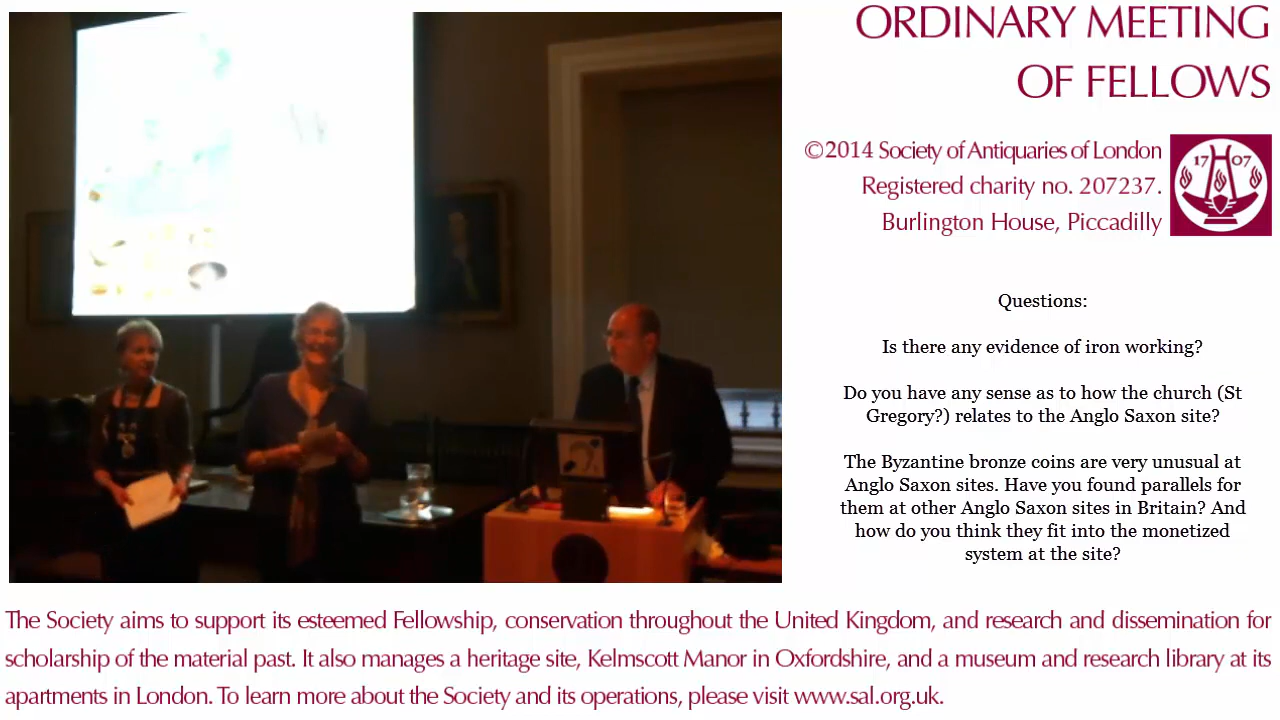 ORDINARY MEETING
OF FELLOWS
©2014 Society of Antiquaries of London
Registered charity no. 207237.
Burlington House, Piccadilly
17 07
Questions:
Is there any evidence of iron working?
Do you have any sense as to how the church (St
Gregory?) relates to the Anglo Saxon site?
The Byzantine bronze coins are very unusual at
Anglo Saxon sites. Have you found parallels for
them at other Anglo Saxon sites in Britain? And
how do you think they fit into the monetized
system at the site?
The Society aims to support its esteemed Fellowship, conservation throughout the United Kingdom, and research and dissemination for
scholarship of the material past. It also manages a heritage site, Kelmscott Manor in Oxfordshire, and a museum and research library at its
apartments in London. To learn more about the Society and its operations, please visit www.sal.org.uk.